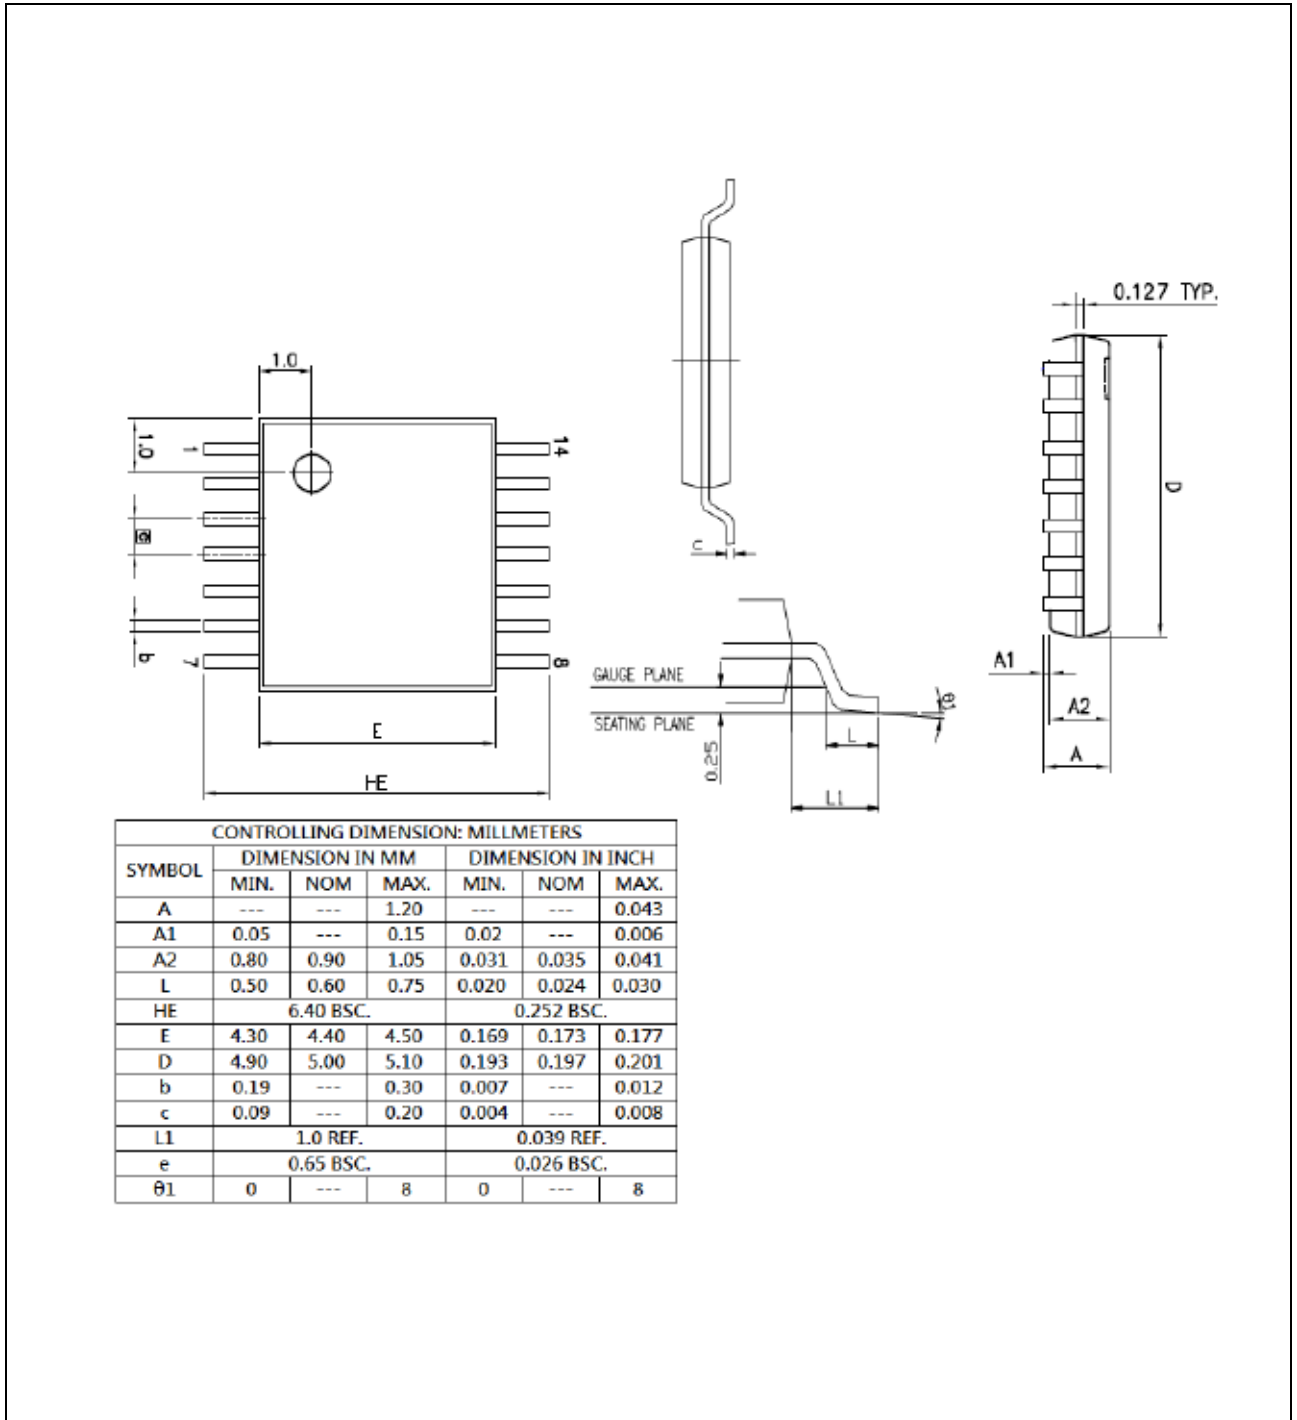 0.127 TYP.
1.0
1.0
1
14
e
D
b
7
8
c
A1
A2
A
GAUGE PLANE
SEATING PLANE
θ1
L
0.25
L1
E
HE
CONTROLLING DIMENSION: MILLMETERS
SYMBOL DIMENSION IN MM DIMENSION IN INCH
MIN. NOM MAX. MIN. NOM MAX.
A --- --- 1.20 --- --- 0.043
A1 0.05 --- 0.15 0.02 --- 0.006
A2 0.80 0.90 1.05 0.031 0.035 0.041
L 0.50 0.60 0.75 0.020 0.024 0.030
HE 6.40 BSC. 0.252 BSC.
E 4.30 4.40 4.50 0.169 0.173 0.177
D 4.90 5.00 5.10 0.193 0.197 0.201
b 0.19 --- 0.30 0.007 --- 0.012
c 0.09 --- 0.20 0.004 --- 0.008
L1 1.0 REF. 0.039 REF.
e 0.65 BSC. 0.026 BSC.
θ1 0 --- 8 0 --- 8